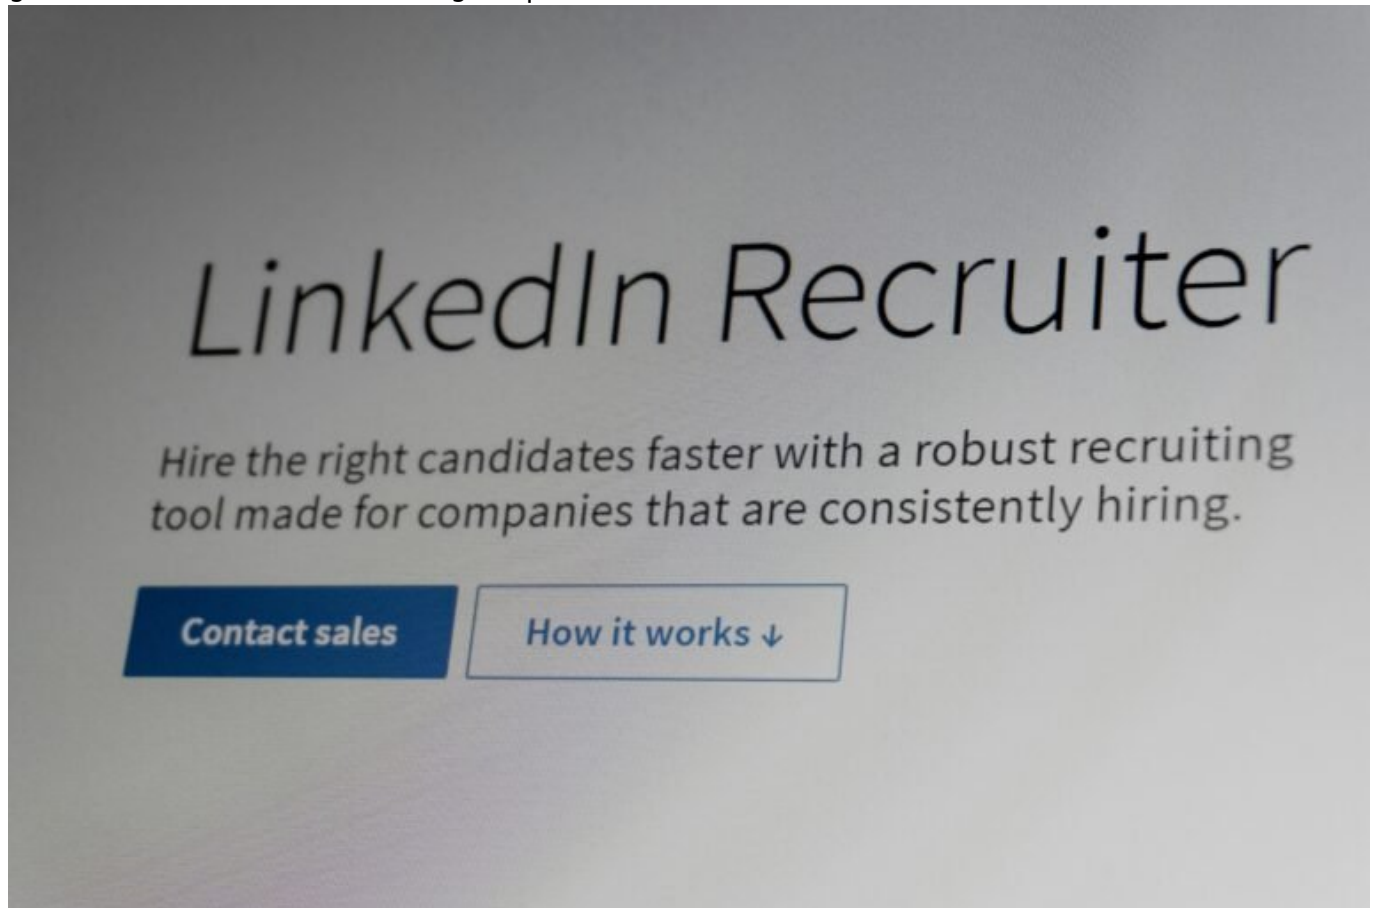 LinkedIn Recruiter
Hire the right candidates faster with a robust recruiting
tool made for companies that are consistently hiring.
Contact sales
How it works ↓